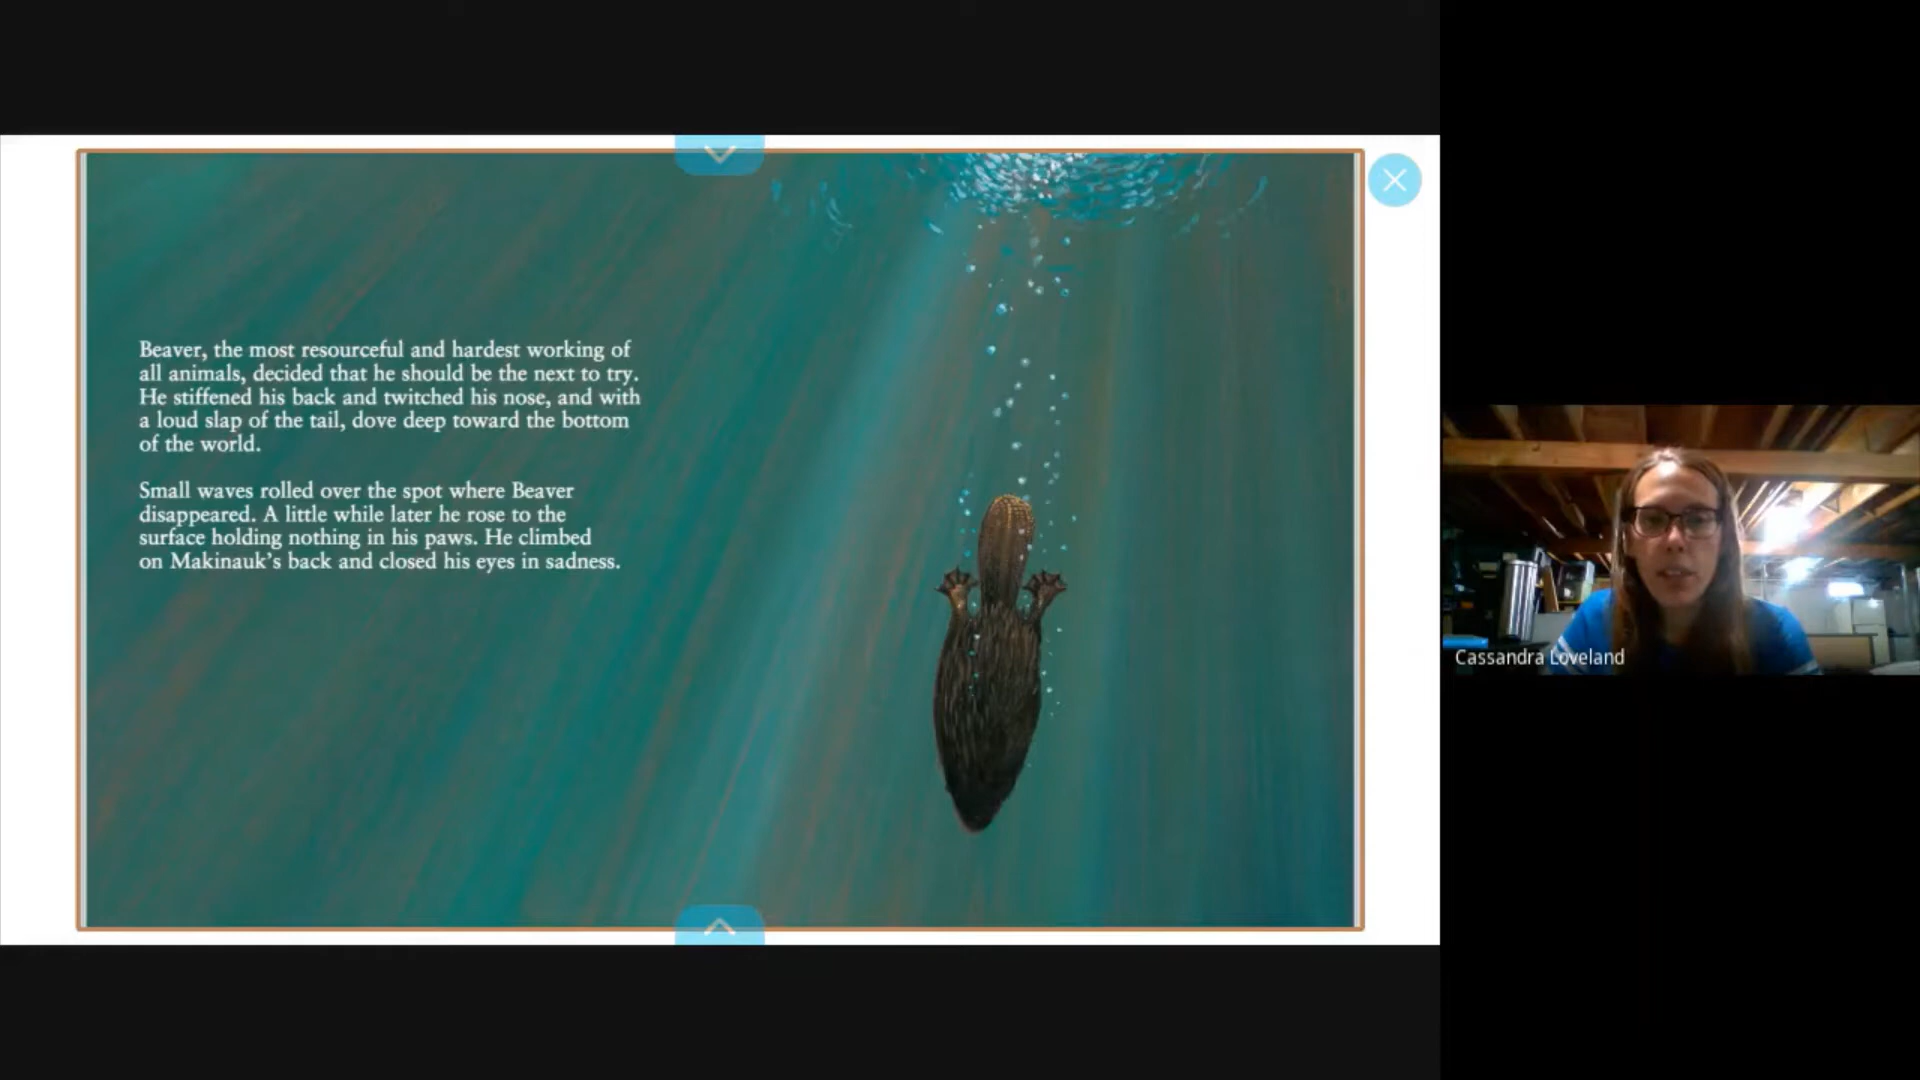 Beaver, the most resourceful and hardest working of
all animals, decided that he should be the next to try.
He stiffened his back and twitched his nose, and with
a loud slap of the tail, dove deep toward the bottom
of the world.
Small waves rolled over the spot where Beaver
disappeared. A little while later he rose to the
surface holding nothing in his paws. He climbed
on Makinauk's back and closed his eyes in sadness.
Cassandra Loveland